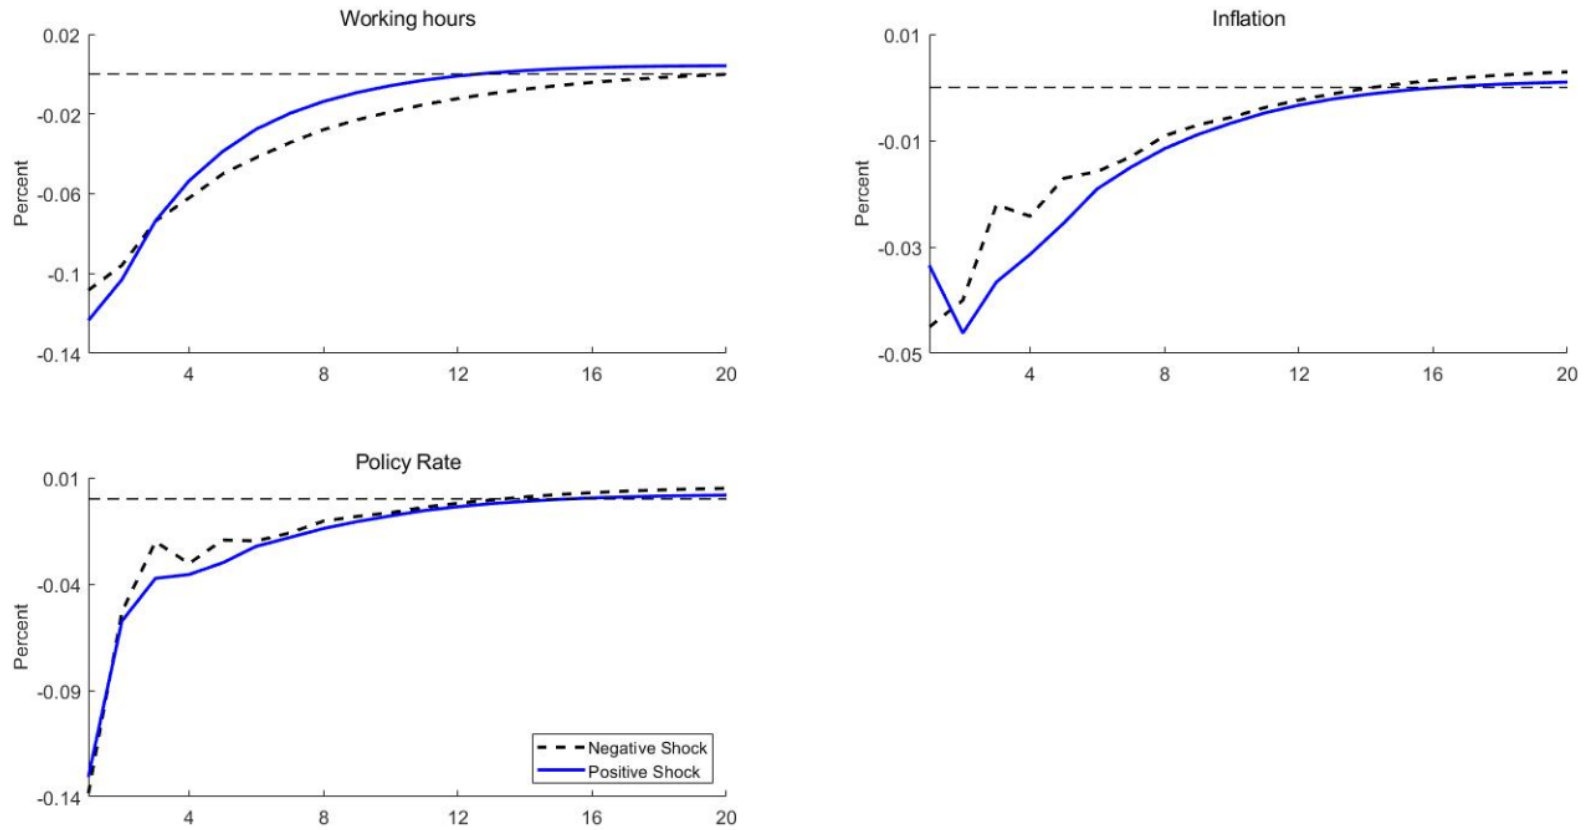 Working hours
0.02
-0.02
-0.06
-0.1
-0.14
Percent
4 8 12 16 20
Inflation
0.01
-0.01
-0.03
-0.05
Percent
4 8 12 16 20
Policy Rate
0.01
-0.04
-0.09
-0.14
Percent
4 8 12 16 20
Negative Shock
Positive Shock